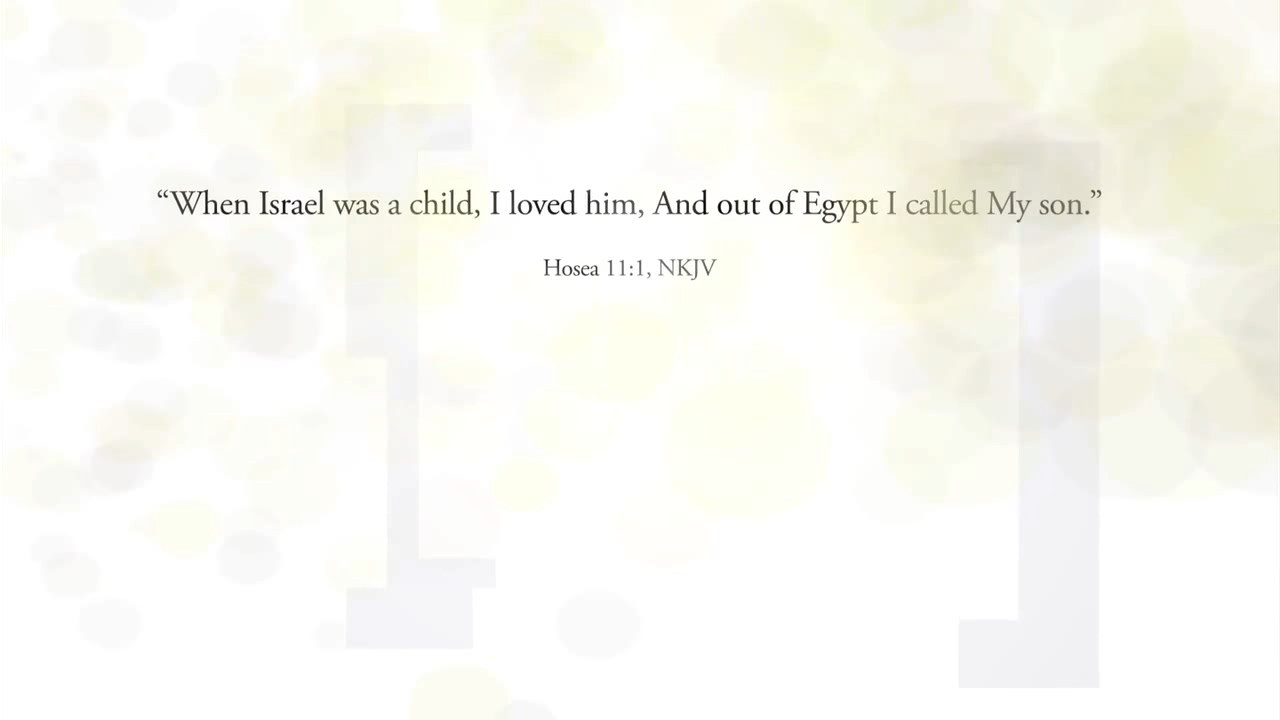 “When Israel was a child, I loved him, And out of Egypt I called My son.”
Hosea 11:1, NKJV